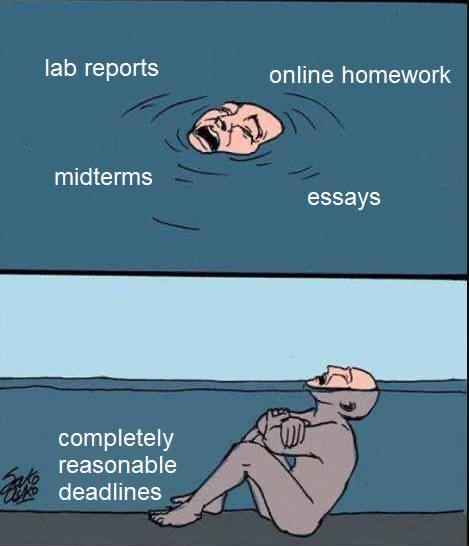 lab reports
online homework
midterms
essays
completely
reasonable
deadlines